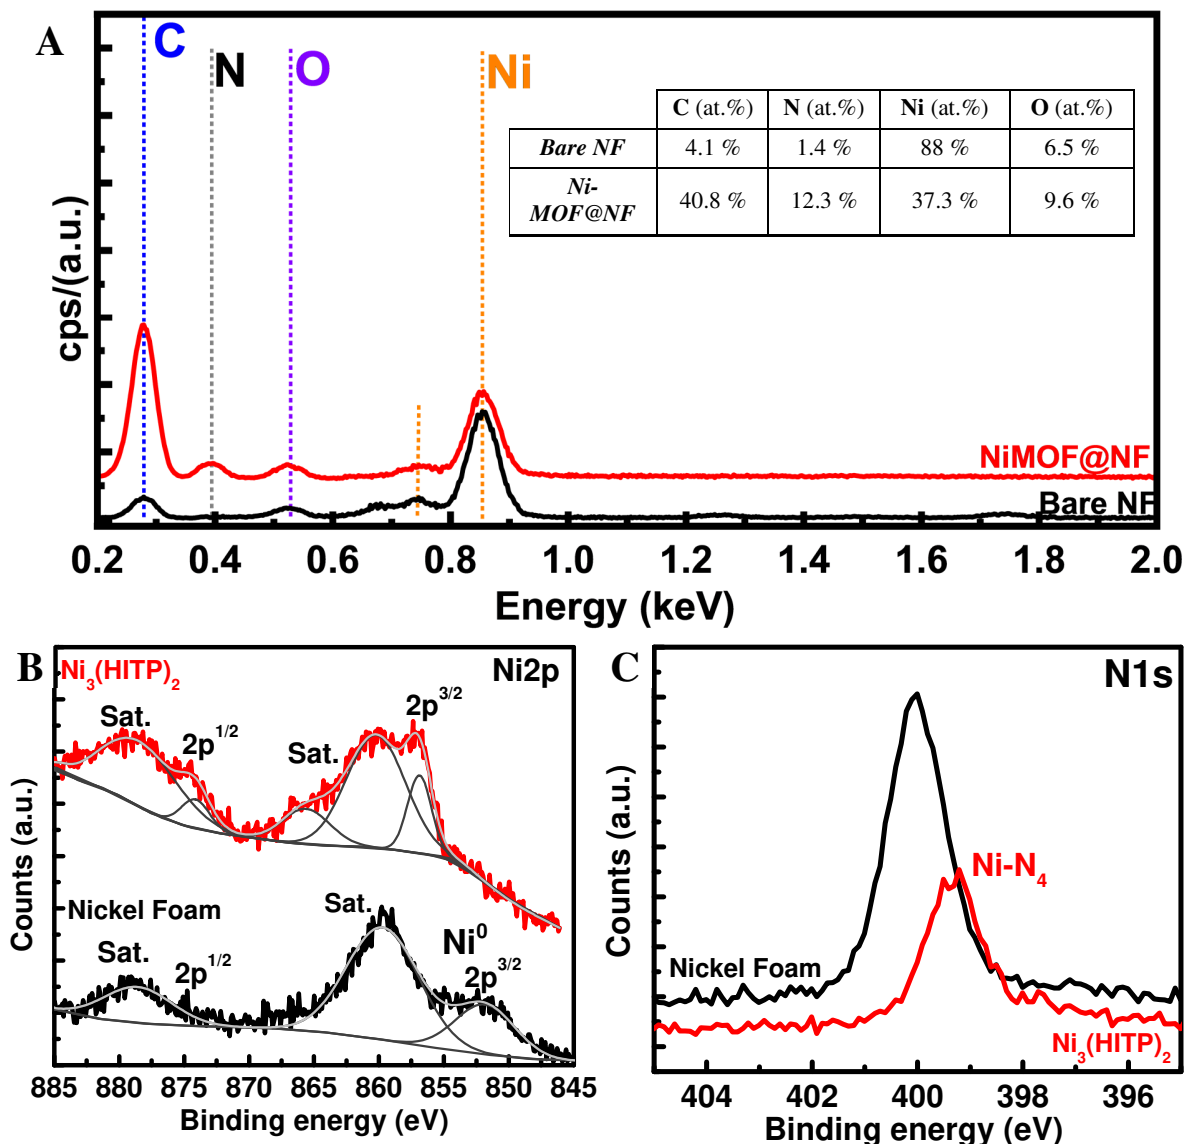 A
C
N
O
Ni
C (at.%) N (at.%) Ni (at.%) O (at.%)
Bare NF 4.1 % 1.4 % 88 % 6.5 %
Ni-
MOF@NF 40.8 % 12.3 % 37.3 % 9.6 %
cps/(a.u.)
NiMOF@NF
Bare NF
0.2 0.4 0.6 0.8 1.0 1.2 1.4 1.6 1.8 2.0
Energy (keV)
B
Ni₃(HITP)₂
Ni2p
Sat.
2p¹/²
Sat.
2p³/²
Counts (a.u.)
Nickel Foam
Sat.
2p¹/²
Sat.
Ni⁰
2p³/²
885 880 875 870 865 860 855 850 845
Binding energy (eV)
C
N1s
Counts (a.u.)
Ni-N₄
Nickel Foam
Ni₃(HITP)₂
404 402 400 398 396
Binding energy (eV)